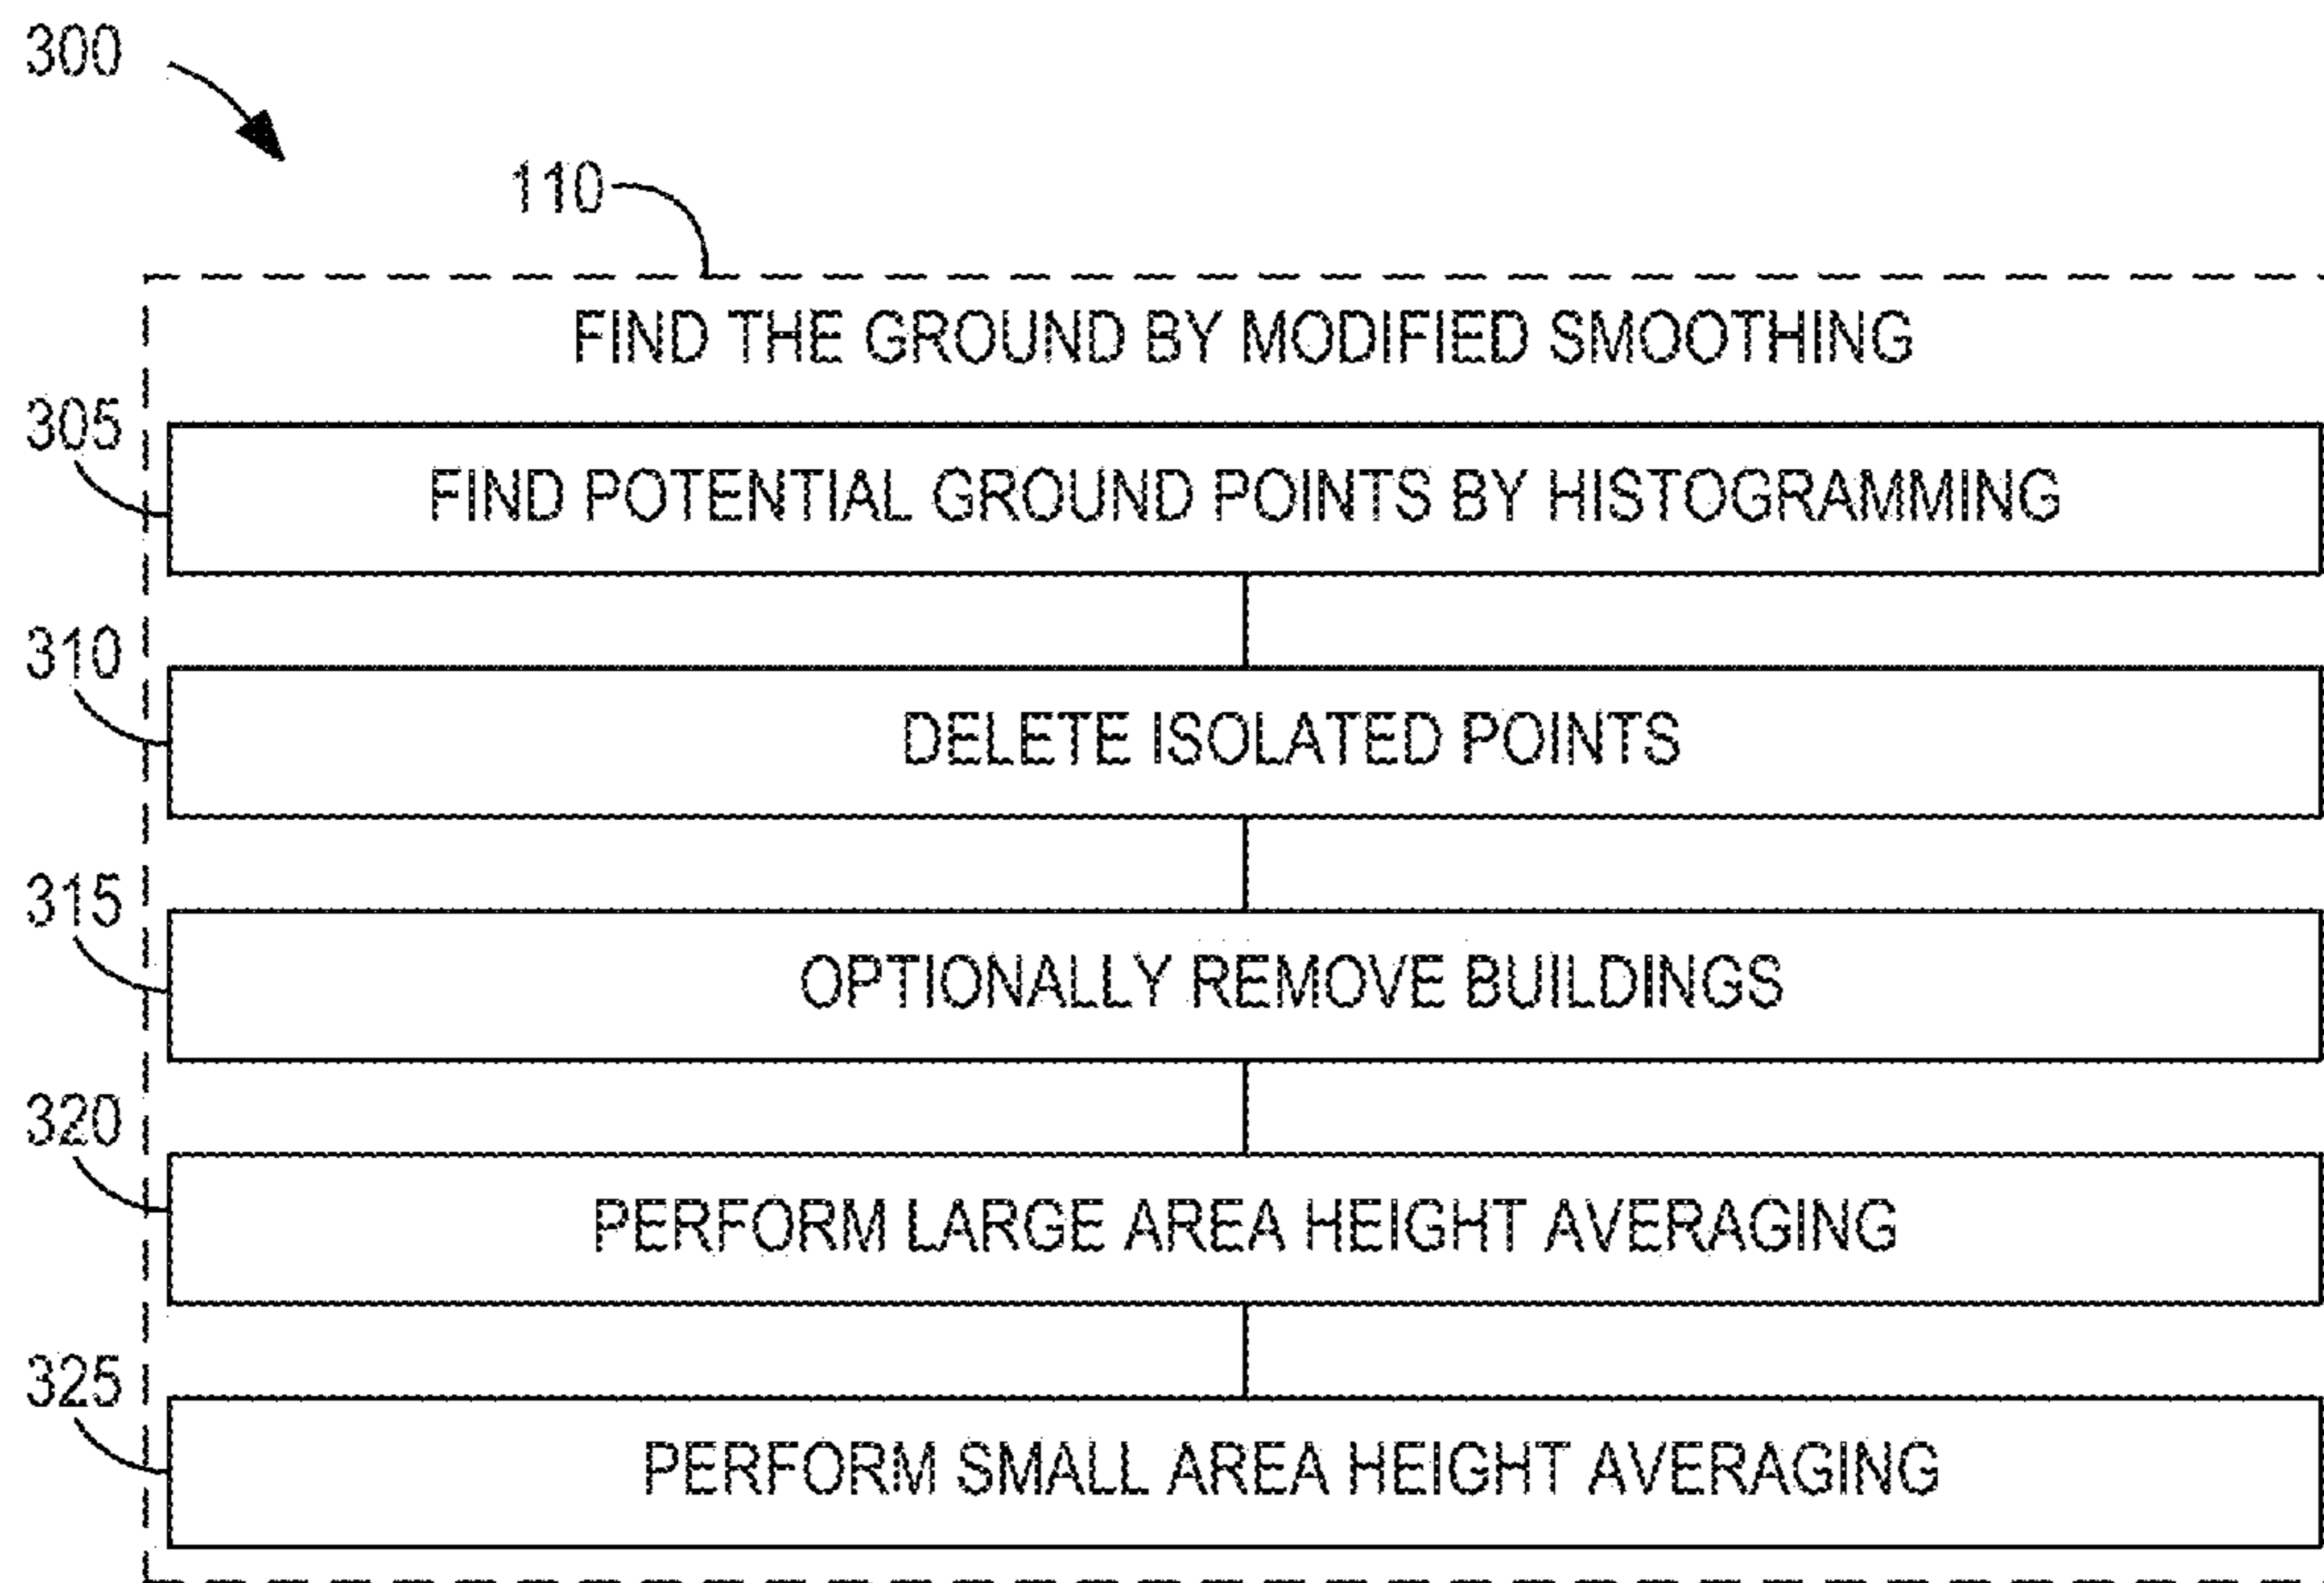 300
110
FIND THE GROUND BY MODIFIED SMOOTHING
305
FIND POTENTIAL GROUND POINTS BY HISTOGRAMMING
310
DELETE ISOLATED POINTS
315
OPTIONALLY REMOVE BUILDINGS
320
PERFORM LARGE AREA HEIGHT AVERAGING
325
PERFORM SMALL AREA HEIGHT AVERAGING